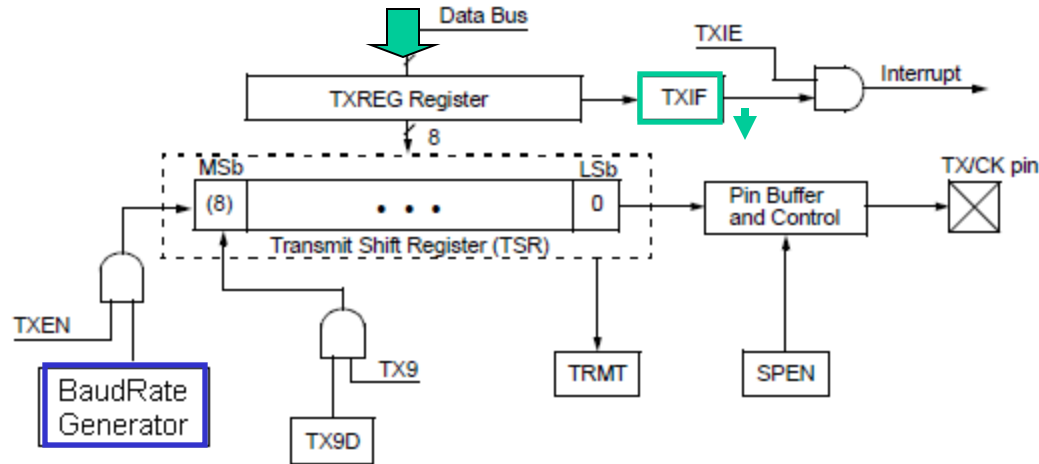 Data Bus
TXIE
Interrupt
TXREG Register
TXIF
8
MSb
LSb
TX/CK pin
(8)
• • •
0
Pin Buffer
and Control
Transmit Shift Register (TSR)
TXEN
TX9
TRMT
SPEN
BaudRate
Generator
TX9D